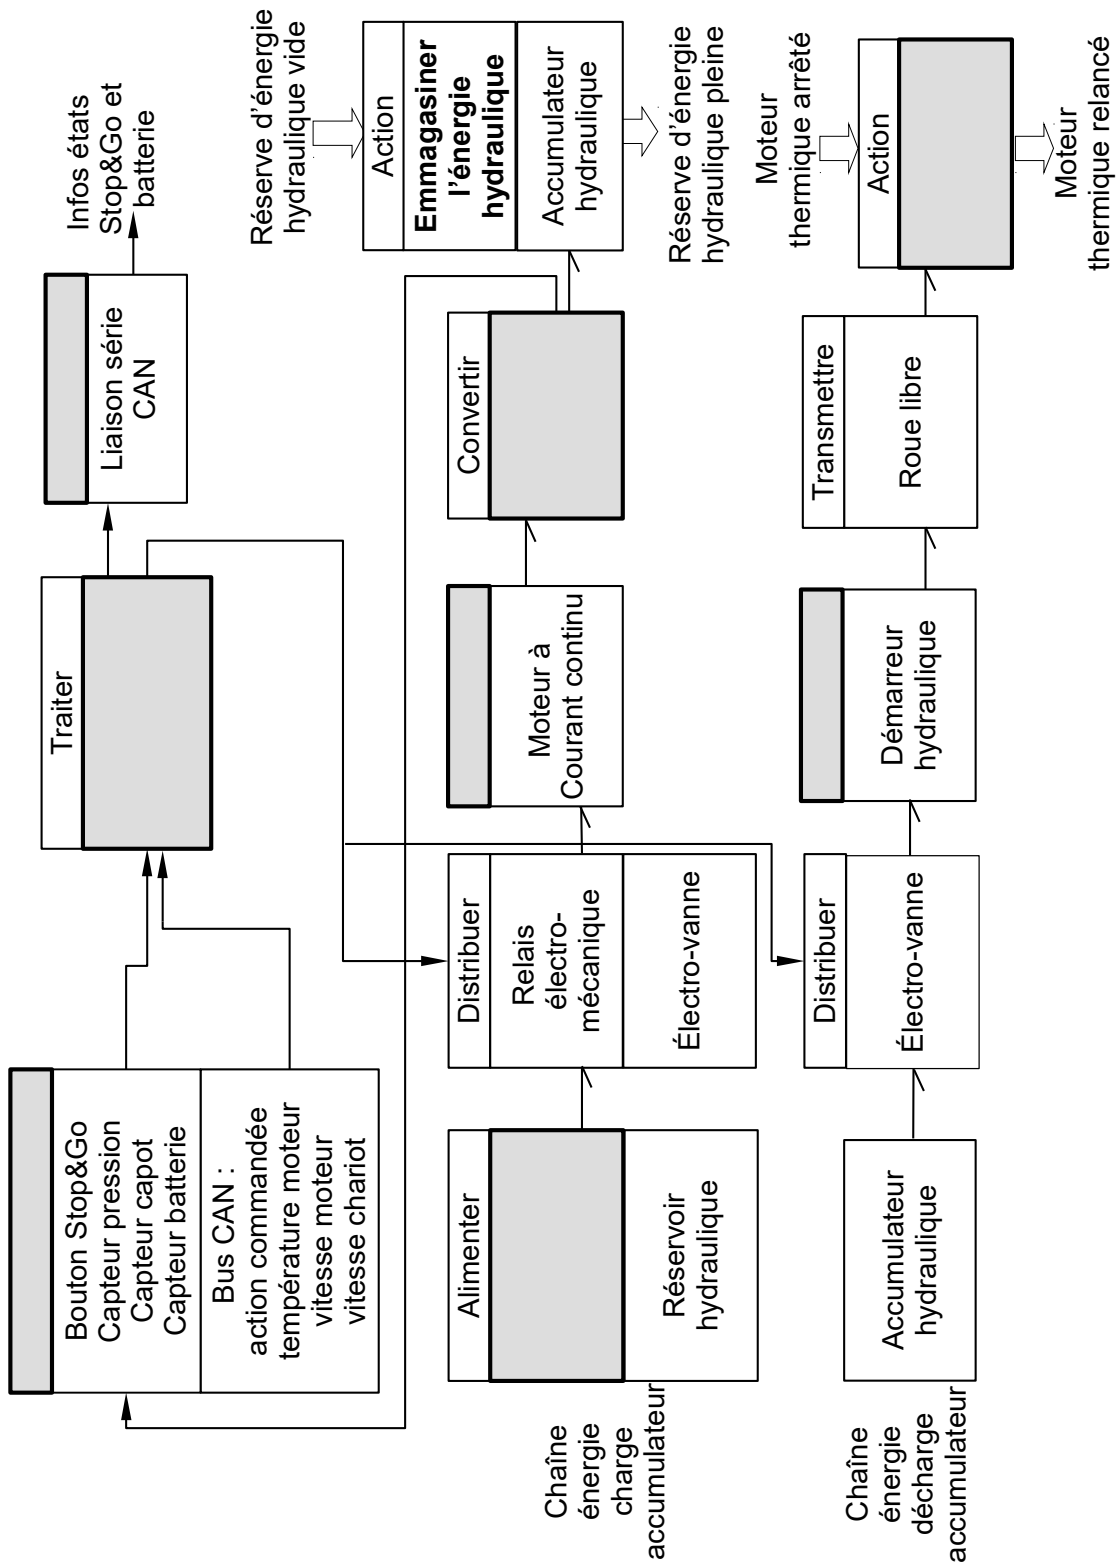 Bouton Stop&Go
Capteur pression
Capteur capot
Capteur batterie
Bus CAN :
action commandée
température moteur
vitesse moteur
vitesse chariot
Traiter
Liaison série
CAN
Infos états
Stop&Go et
batterie
Chaîne
énergie
charge
accumulateur
Alimenter
Réservoir
hydraulique
Distribuer
Relais
électro-
mécanique
Électro-vanne
Moteur à
Courant continu
Convertir
Réserve d'énergie
hydraulique vide
Action
Emmagasiner
l'énergie
hydraulique
Accumulateur
hydraulique
Réserve d'énergie
hydraulique pleine
Chaîne
énergie
décharge
accumulateur
Accumulateur
hydraulique
Distribuer
Électro-vanne
Démarreur
hydraulique
Transmettre
Roue libre
Moteur
thermique arrêté
Action
Moteur
thermique relancé